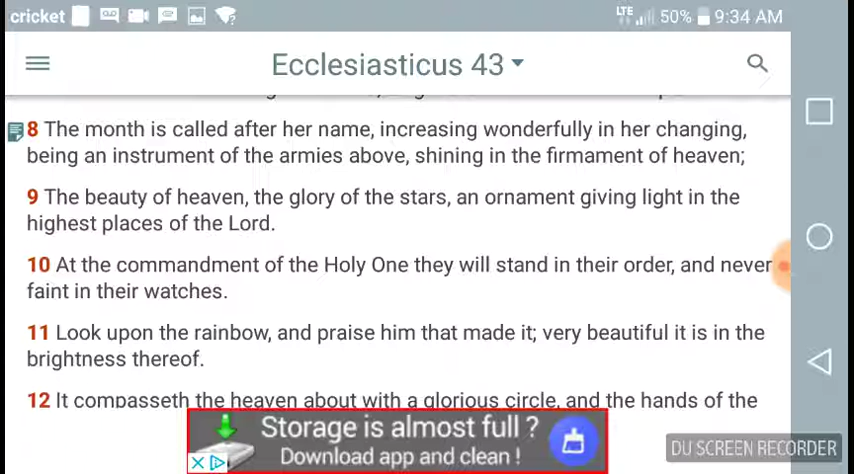 cricket LTE 50% 9:34 AM
Ecclesiasticus 43
8 The month is called after her name, increasing wonderfully in her changing,
being an instrument of the armies above, shining in the firmament of heaven;
9 The beauty of heaven, the glory of the stars, an ornament giving light in the
highest places of the Lord.
10 At the commandment of the Holy One they will stand in their order, and never
faint in their watches.
11 Look upon the rainbow, and praise him that made it; very beautiful it is in the
brightness thereof.
12 It compasseth the heaven about with a glorious circle, and the hands of the
Storage is almost full ?
Download app and clean !
DU SCREEN RECORDER